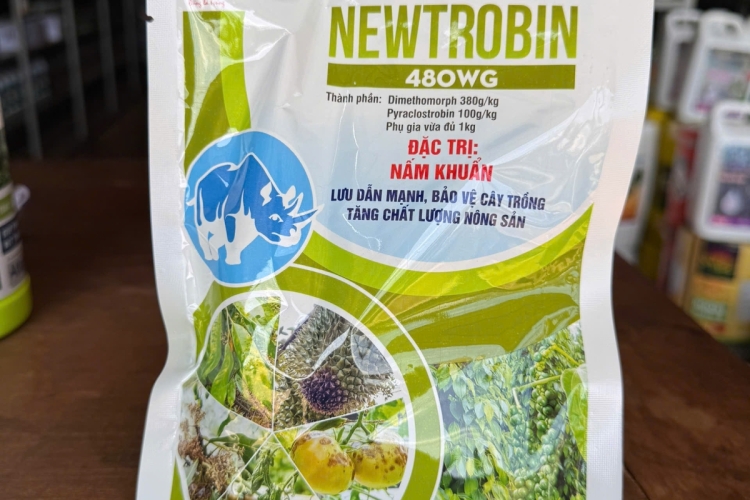 NEWTROBIN
480WG
Thành phần: Dimethomorph 380g/kg
Pyraclostrobin 100g/kg
Phụ gia vừa đủ 1kg
ĐẶC TRỊ:
NẤM KHUẨN
LƯU DẪN MẠNH, BẢO VỆ CÂY TRỒNG
TĂNG CHẤT LƯỢNG NÔNG SẢN